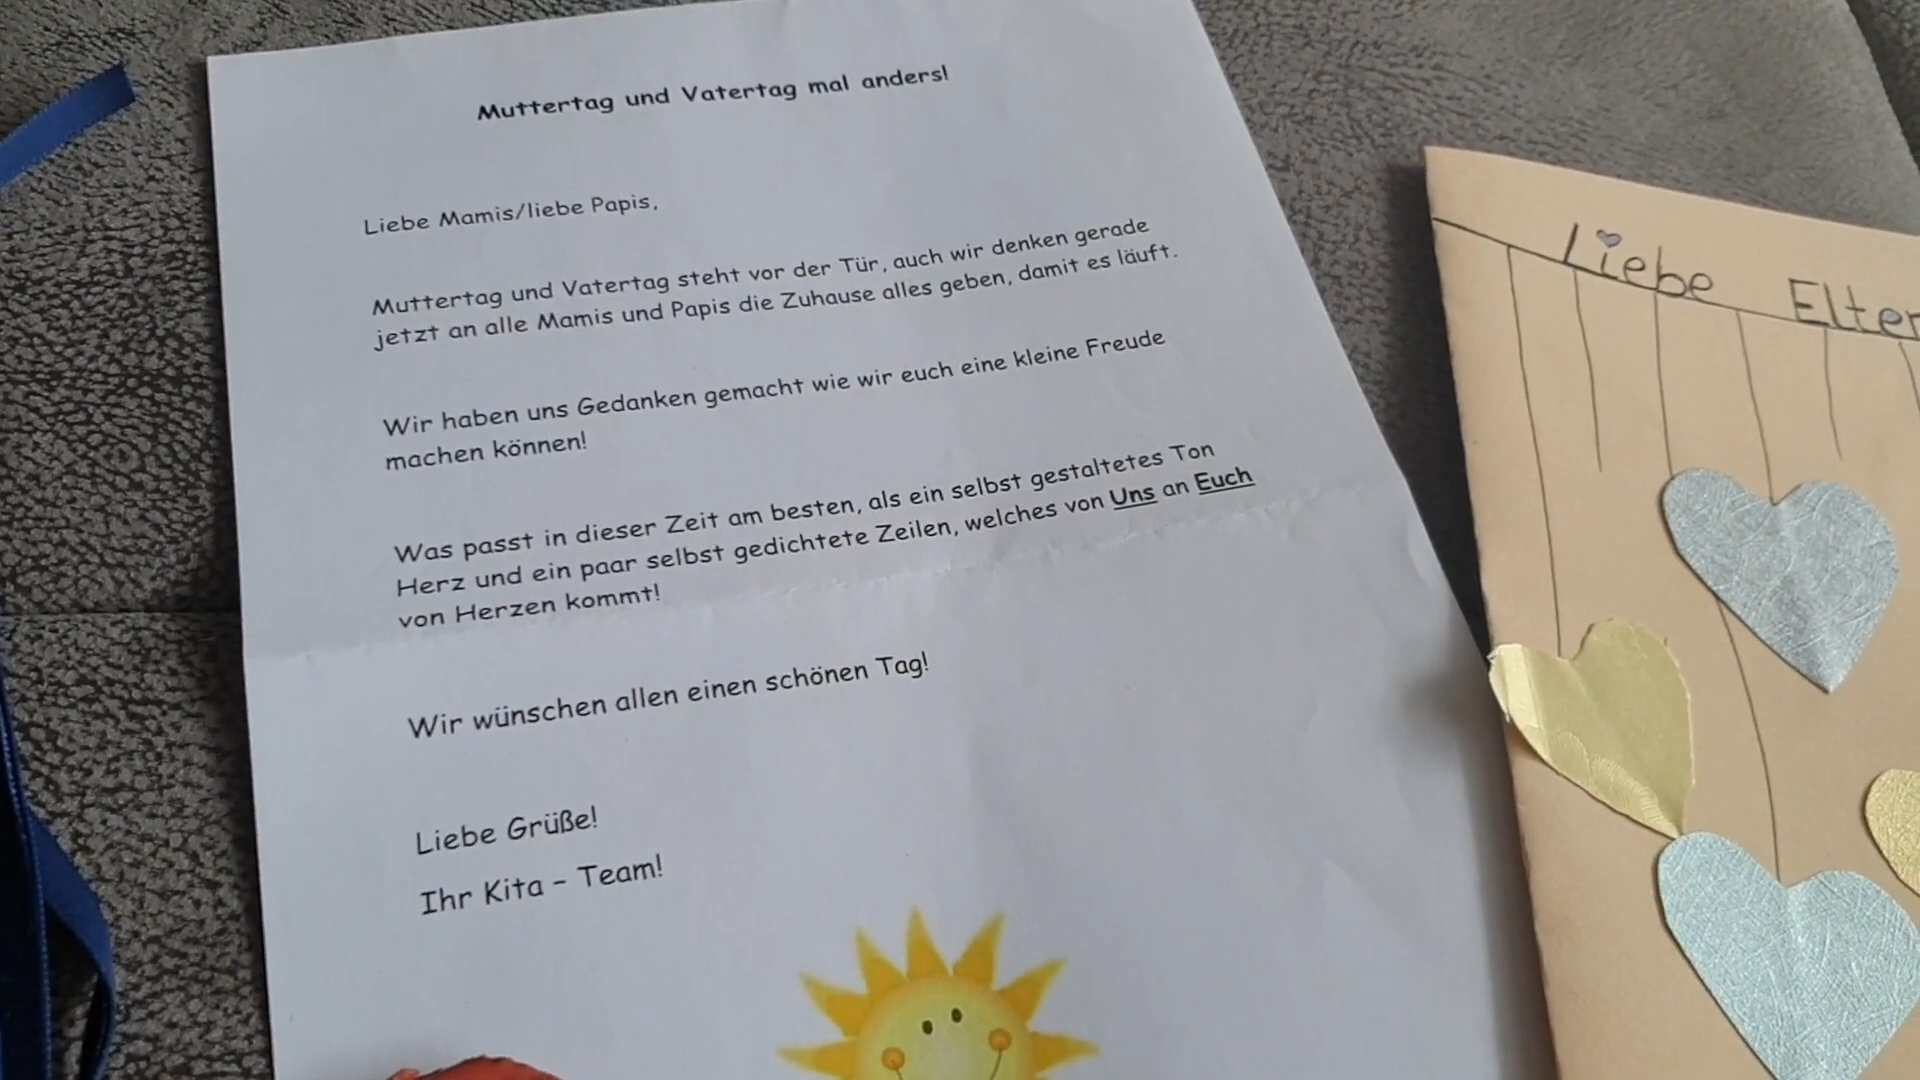 Muttertag und Vatertag mal anders!
Liebe Mamis/liebe Papis,
Muttertag und Vatertag steht vor der Tür, auch wir denken gerade
jetzt an alle Mamis und Papis die Zuhause alles geben, damit es läuft.
Wir haben uns Gedanken gemacht wie wir euch eine kleine Freude
machen können!
Was passt in dieser Zeit am besten, als ein selbst gestaltetes Ton
Herz und ein paar selbst gedichtete Zeilen, welches von Uns an Euch
von Herzen kommt!
Wir wünschen allen einen schönen Tag!
Liebe Grüße!
Ihr Kita - Team!
Liebe Elter